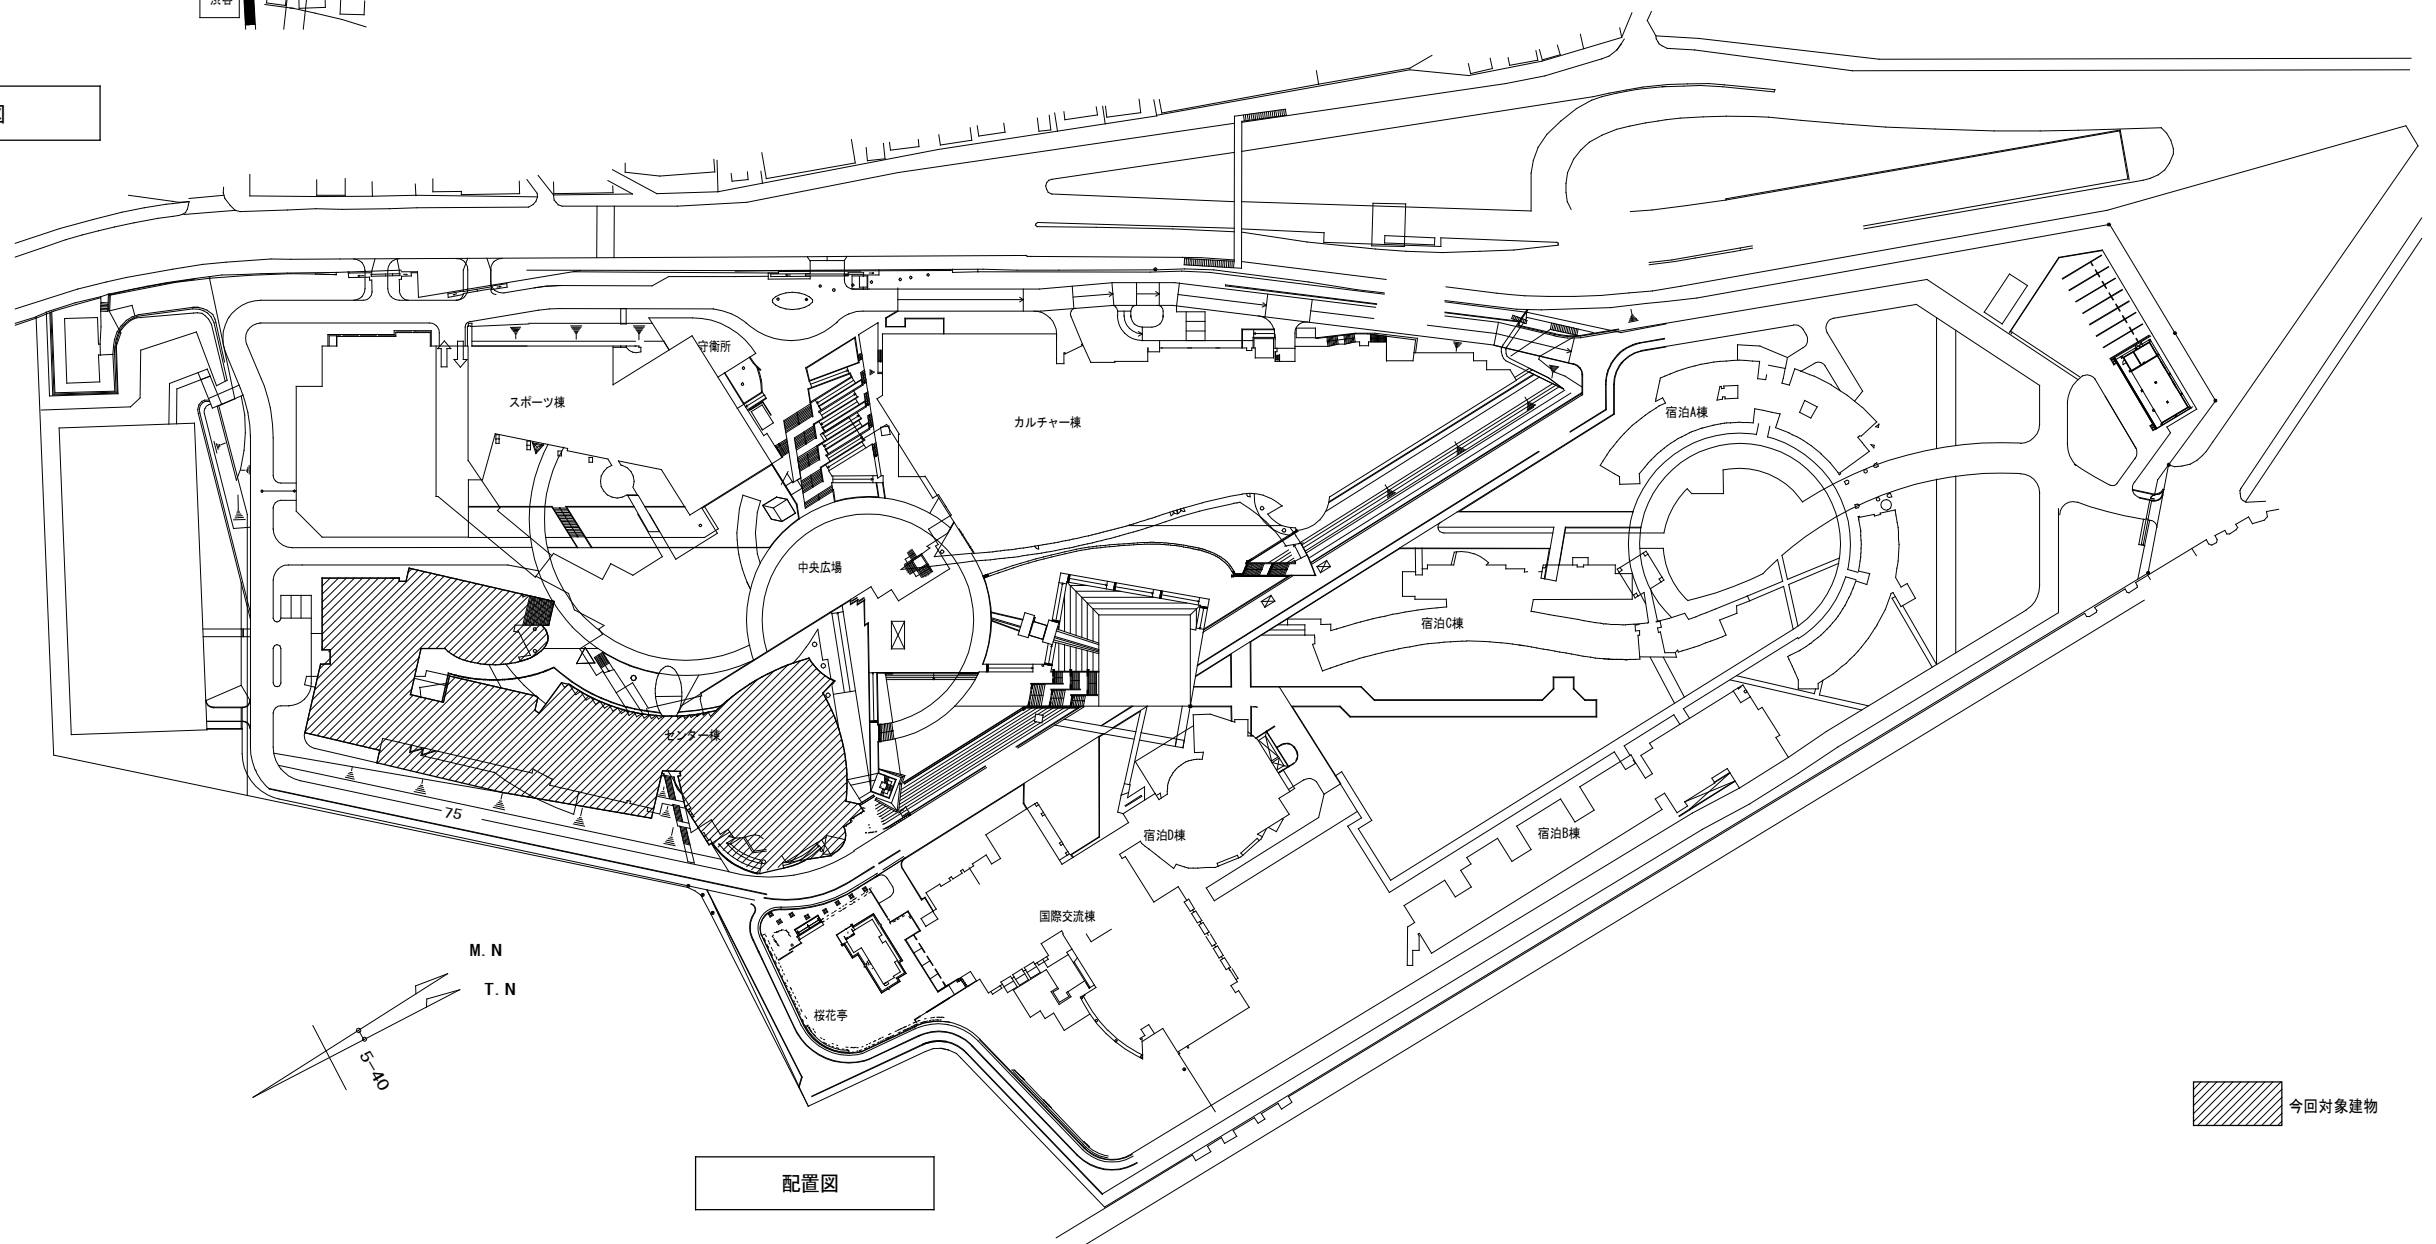 渋谷
図
守衛所
スポーツ棟
宿泊A棟
カルチャー棟
中央広場
宿泊C棟
センター棟
75
宿泊D棟
宿泊B棟
国際交流棟
M.N
T.N
桜花亭
5-40
今回対象建物
配置図